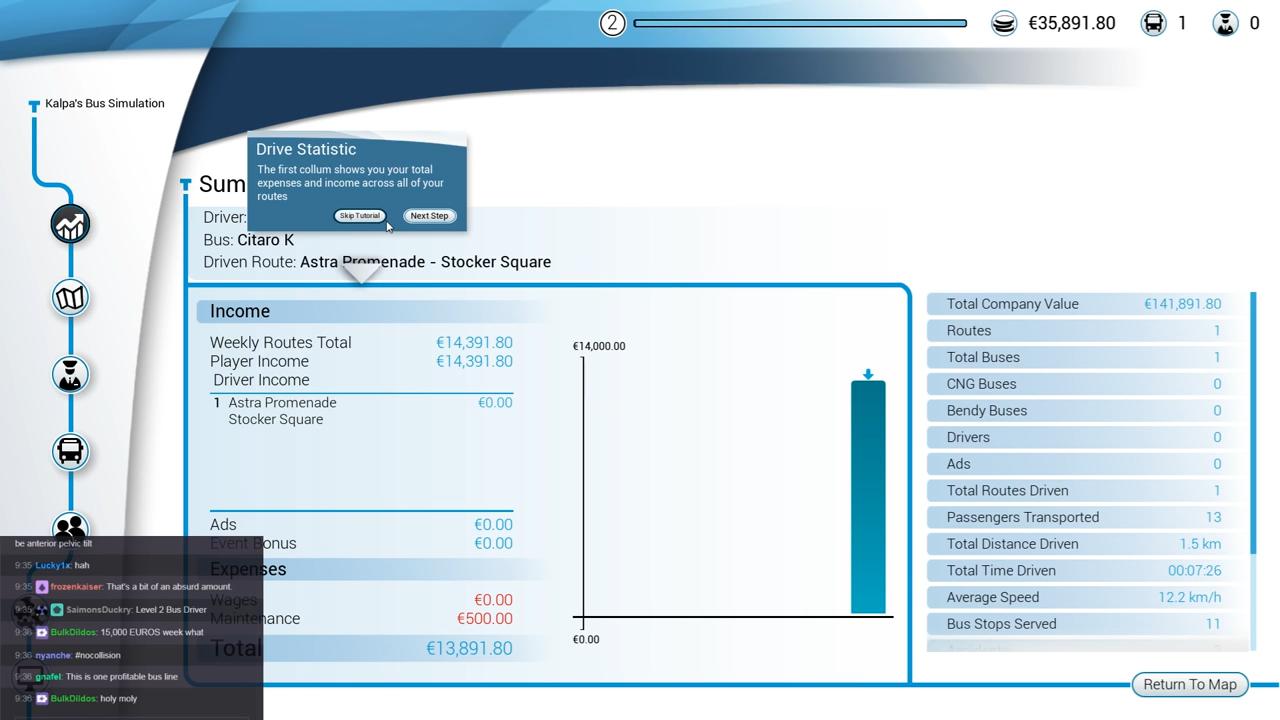 2
€35,891.80
1
0
Kalpa's Bus Simulation
Drive Statistic
The first collum shows you your total
expenses and income across all of your
routes
Skip Tutorial
Next Step
Sum
Driver:
Bus: Citaro K
Driven Route: Astra Promenade - Stocker Square
Income
Weekly Routes Total €14,391.80
Player Income €14,391.80
Driver Income
1 Astra Promenade €0.00
Stocker Square
Ads €0.00
Event Bonus €0.00
Expenses
Wages €0.00
Maintenance €500.00
Total €13,891.80
€14,000.00
€0.00
Total Company Value €141,891.80
Routes 1
Total Buses 1
CNG Buses 0
Bendy Buses 0
Drivers 0
Ads 0
Total Routes Driven 1
Passengers Transported 13
Total Distance Driven 1.5 km
Total Time Driven 00:07:26
Average Speed 12.2 km/h
Bus Stops Served 11
Return To Map
be anterior pelvic tilt
9:35 Lucky1x: hah
9:35 frozenkaiser: That's a bit of an absurd amount.
9:35 SaimonsDuckry: Level 2 Bus Driver
9:36 BulkDildos: 15,000 EUROS week what
9:36 nyanche: #nocollision
9:36 gnafel: This is one profitable bus line
9:36 BulkDildos: holy moly